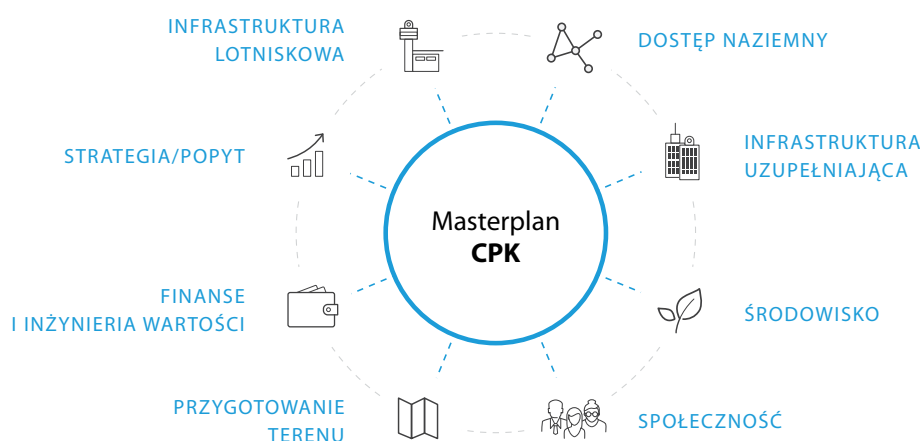 INFRASTRUKTURA
LOTNISKOWA
DOSTĘP NAZIEMNY
STRATEGIA/POPYT
INFRASTRUKTURA
UZUPEŁNIAJĄCA
Masterplan
CPK
FINANSE
I INŻYNIERIA WARTOŚCI
ŚRODOWISKO
PRZYGOTOWANIE
TERENU
SPOŁECZNOŚĆ